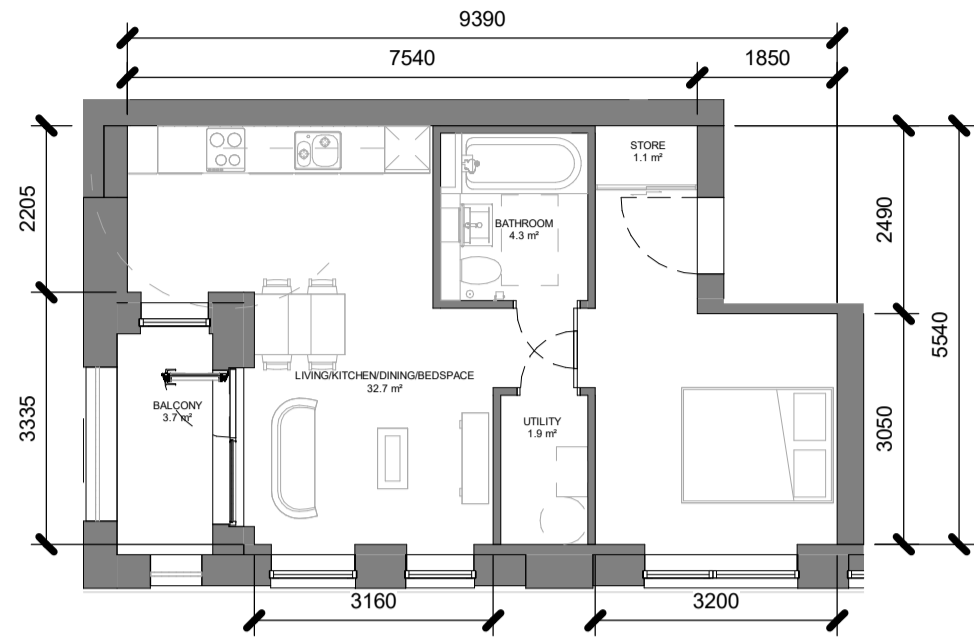 9390
7540
1850
STORE
1.1 m²
2205
BATHROOM
4.3 m²
2490
5540
LIVING/KITCHEN/DINING/BEDSPACE
32.7 m²
BALCONY
3.7 m²
3335
UTILITY
1.9 m²
3050
3160
3200